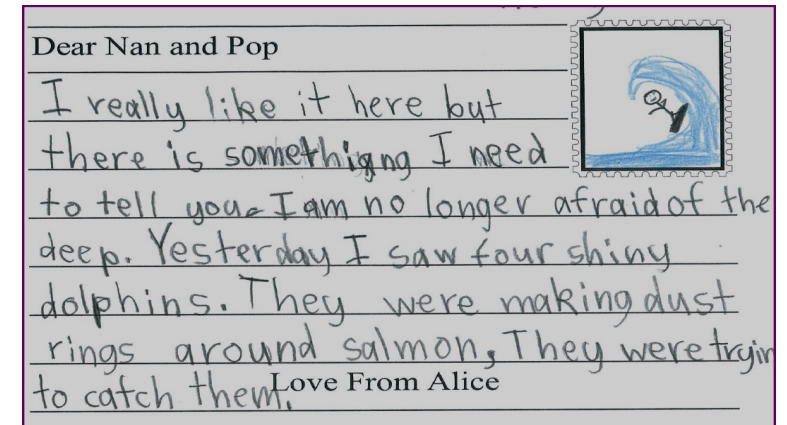 Dear Nan and Pop
I really like it here but
there is somethigng I need
to tell you. I am no longer afraid of the
deep. Yesterday I saw four shiny
dolphins. They were making dust
rings around salmon, They were tryin
to catch them.
Love From Alice